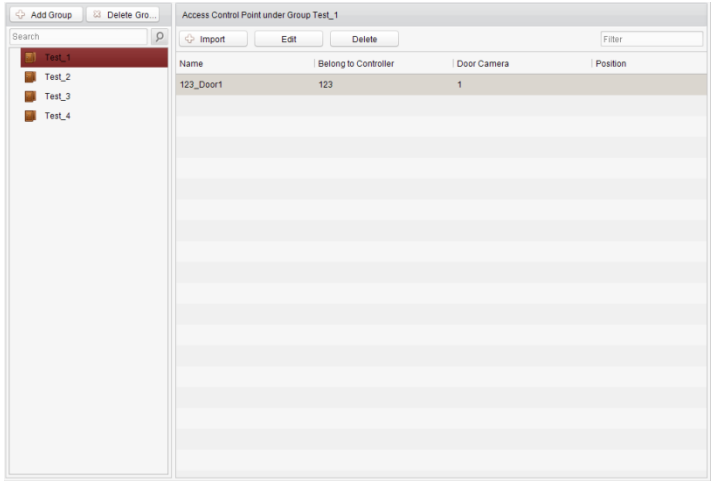 Add Group Delete Gro...
Search
Test_1
Test_2
Test_3
Test_4
Access Control Point under Group Test_1
Import Edit Delete Filter
Name Belong to Controller Door Camera Position
123_Door1 123 1